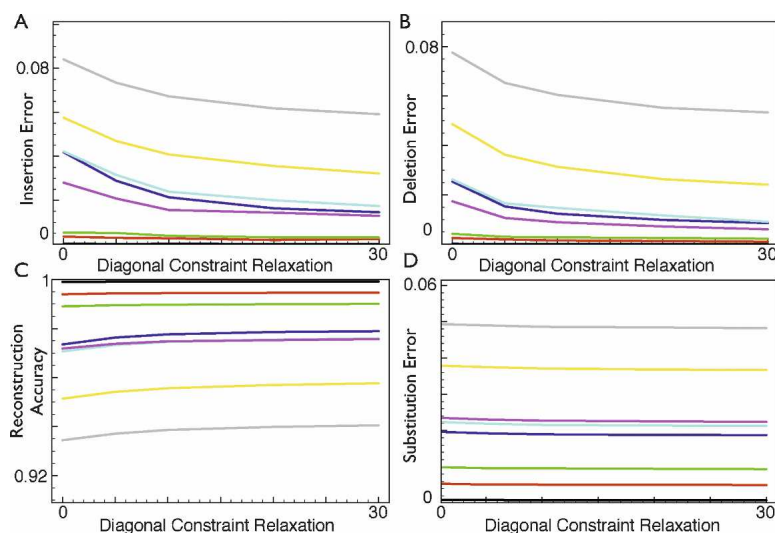 A
0.08
Insertion Error
0
Diagonal Constraint Relaxation
30
B
0.08
Deletion Error
0
Diagonal Constraint Relaxation
30
C
1
Reconstruction
Accuracy
0.92
0
Diagonal Constraint Relaxation
30
D
0.06
Substitution Error
0
0
Diagonal Constraint Relaxation
30